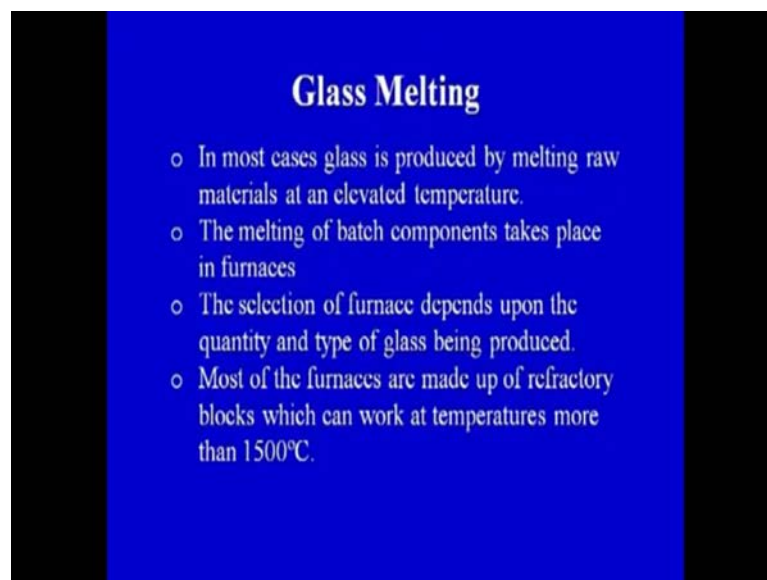 Glass Melting
o In most cases glass is produced by melting raw
materials at an elevated temperature.
o The melting of batch components takes place
in furnaces
o The selection of furnace depends upon the
quantity and type of glass being produced.
o Most of the furnaces are made up of refractory
blocks which can work at temperatures more
than 1500°C.